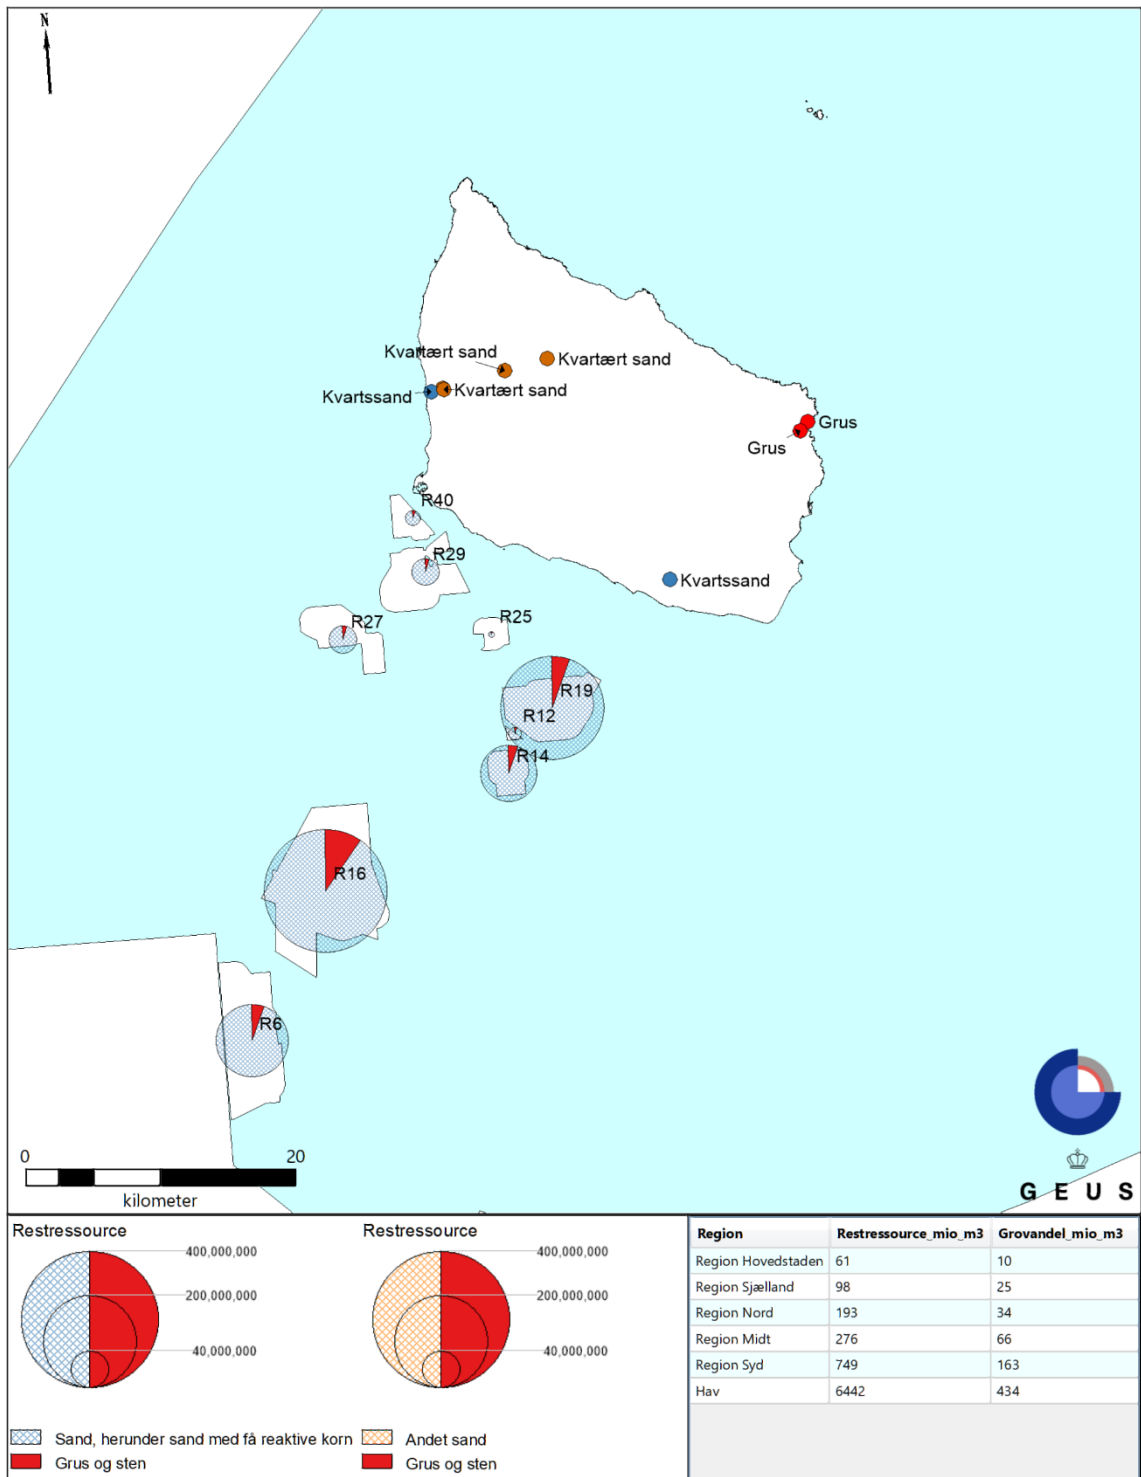 N
Kvartært sand
Kvartært sand
Kvartssand
Kvartært sand
Grus
Grus
R40
R29
Kvartssand
R27
R25
R19
R12
R14
R16
R6
0 20
kilometer
G E U S
Restressource
400,000,000
200,000,000
40,000,000
Sand, herunder sand med få reaktive korn
Grus og sten
Restressource
400,000,000
200,000,000
40,000,000
Andet sand
Grus og sten
Region Restressource_mio_m3 Grovandel_mio_m3
Region Hovedstaden 61 10
Region Sjælland 98 25
Region Nord 193 34
Region Midt 276 66
Region Syd 749 163
Hav 6442 434